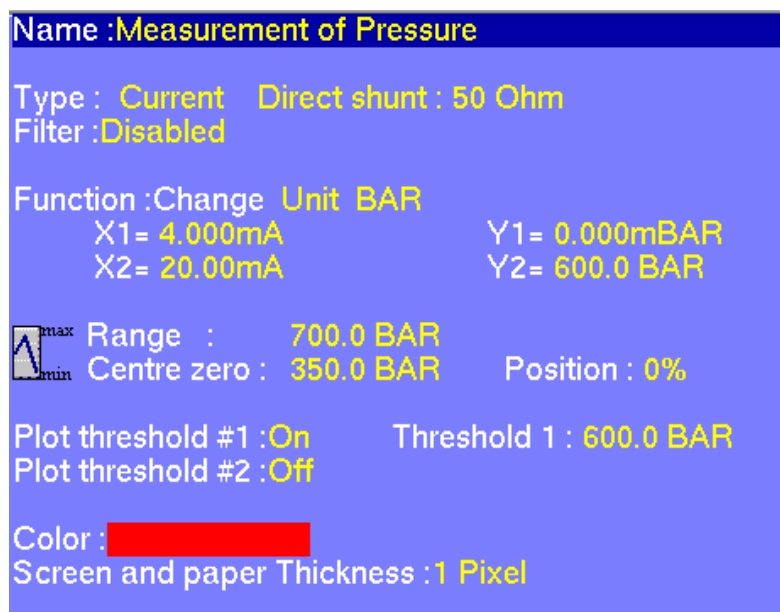 Name :Measurement of Pressure
Type : Current Direct shunt : 50 Ohm
Filter :Disabled
Function :Change Unit BAR
X1= 4.000mA Y1= 0.000mBAR
X2= 20.00mA Y2= 600.0 BAR
max Range : 700.0 BAR
min Centre zero : 350.0 BAR Position : 0%
Plot threshold #1 :On Threshold 1 : 600.0 BAR
Plot threshold #2 :Off
Color :
Screen and paper Thickness :1 Pixel